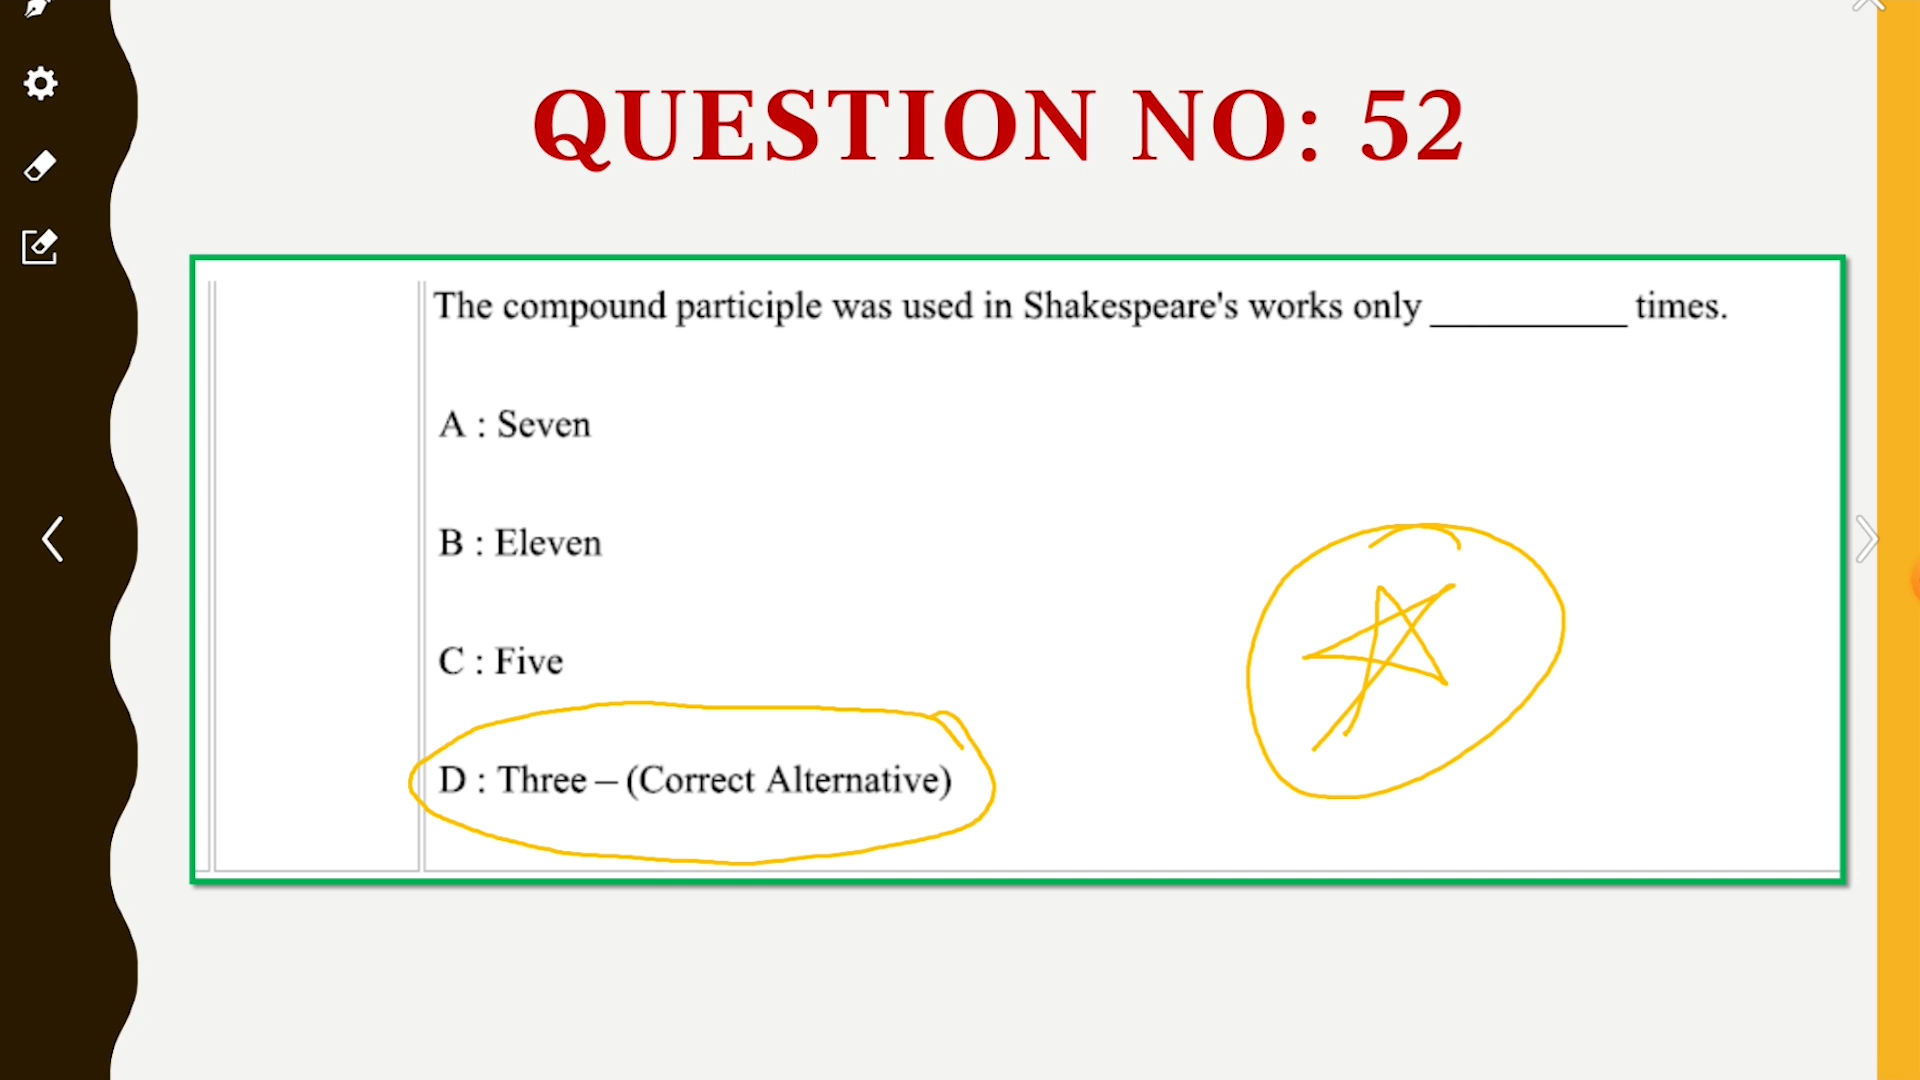 QUESTION NO: 52
The compound participle was used in Shakespeare's works only __________ times.
A : Seven
B : Eleven
C : Five
D : Three – (Correct Alternative)